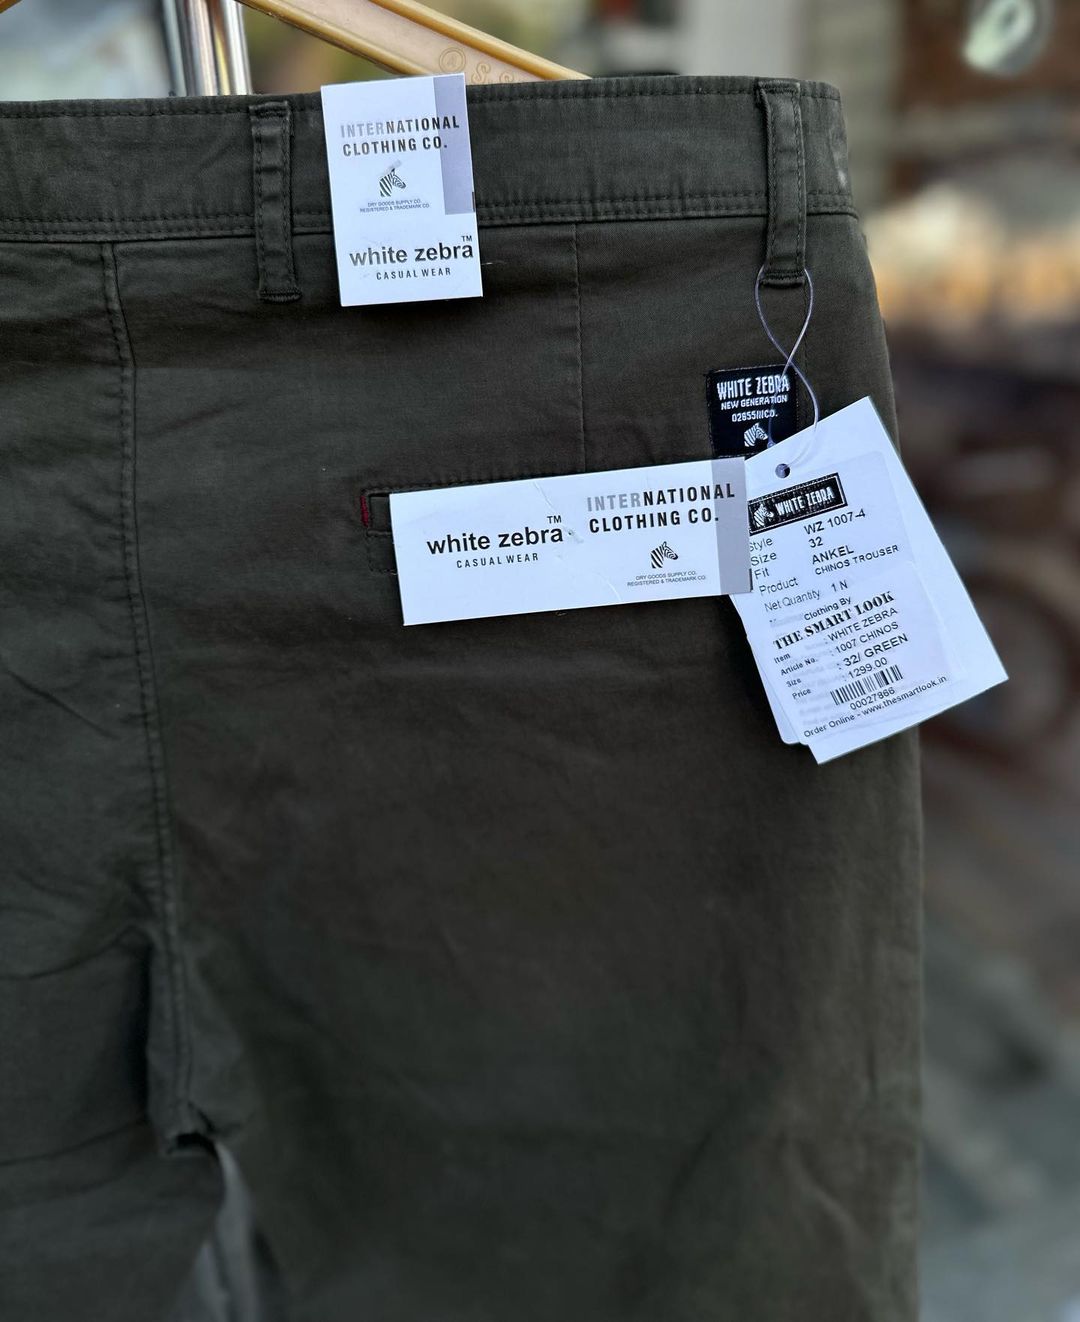 INTERNATIONAL
CLOTHING CO.
DRY GOODS SUPPLY CO.
REGISTERED & TRADEMARK CO.
white zebra™
CASUAL WEAR
WHITE ZEBRA
NEW GENERATION
02655IIICO.
white zebra™
CASUAL WEAR
INTERNATIONAL
CLOTHING CO.
DRY GOODS SUPPLY CO.
REGISTERED & TRADEMARK CO.
WHITE ZEBRA
Style WZ 1007-4
Size 32
Fit ANKEL
Product CHINOS TROUSER
Net Quantity 1 N
Clothing By
THE SMART LOOK
Item : WHITE ZEBRA
Article No. : 1007 CHINOS
Size : 32/ GREEN
Price : 1299.00
00027866
Order Online - www.thesmartlook.in